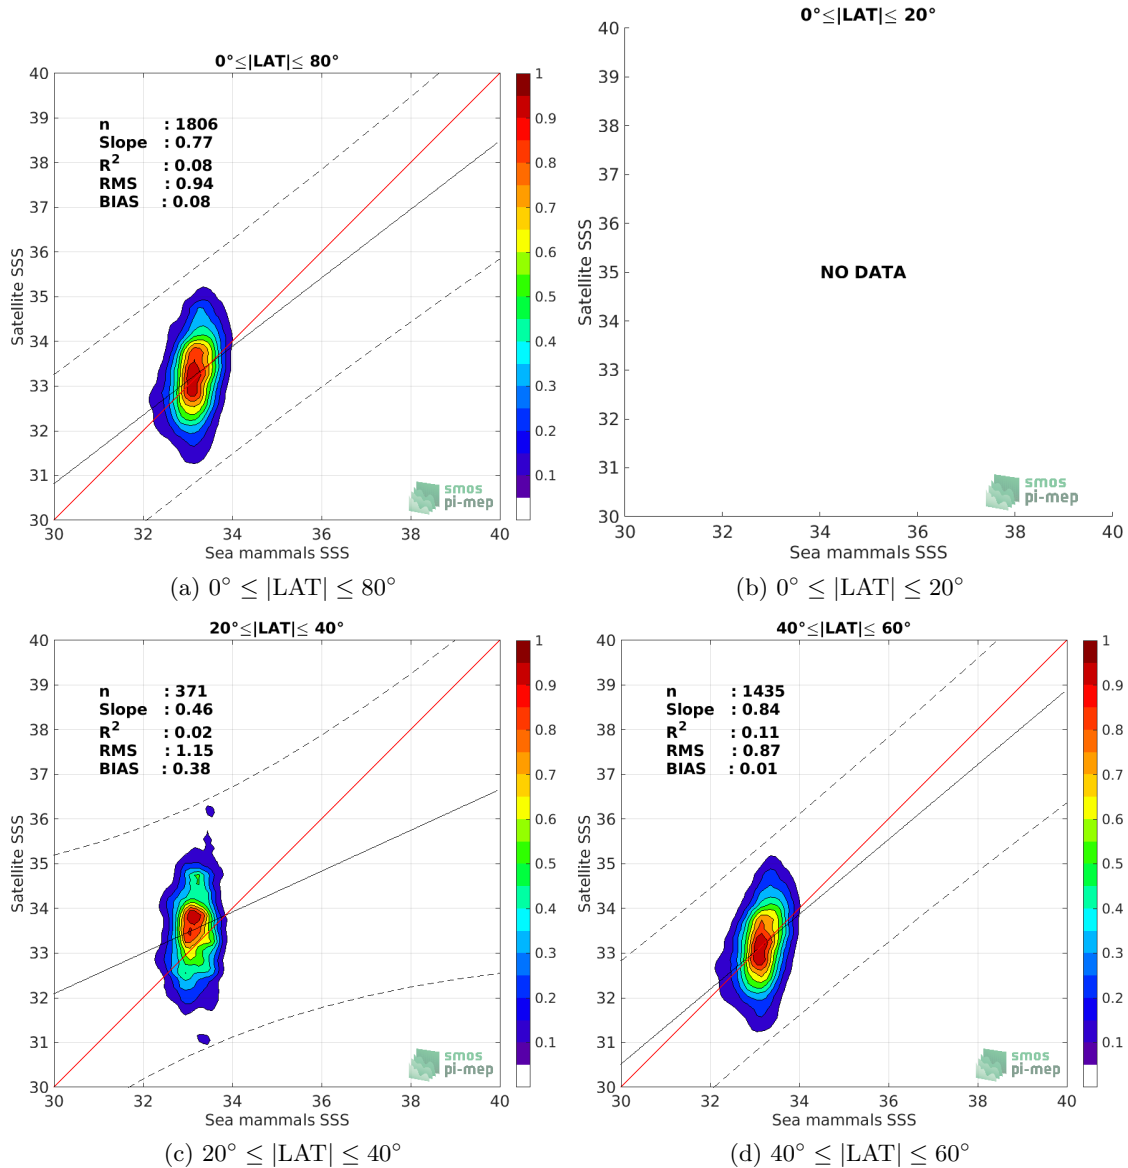 0°≤|LAT|≤ 80°
40
39
38
37
36
35
34
33
32
31
30
Satellite SSS
n : 1806
Slope : 0.77
R² : 0.08
RMS : 0.94
BIAS : 0.08
smos
pi-mep
30 32 34 36 38 40
Sea mammals SSS
1
0.9
0.8
0.7
0.6
0.5
0.4
0.3
0.2
0.1
(a) 0° ≤ |LAT| ≤ 80°
0°≤|LAT|≤ 20°
40
39
38
37
36
35
34
33
32
31
30
Satellite SSS
NO DATA
smos
pi-mep
30 32 34 36 38 40
Sea mammals SSS
(b) 0° ≤ |LAT| ≤ 20°
20°≤|LAT|≤ 40°
40
39
38
37
36
35
34
33
32
31
30
Satellite SSS
n : 371
Slope : 0.46
R² : 0.02
RMS : 1.15
BIAS : 0.38
smos
pi-mep
30 32 34 36 38 40
Sea mammals SSS
1
0.9
0.8
0.7
0.6
0.5
0.4
0.3
0.2
0.1
(c) 20° ≤ |LAT| ≤ 40°
40°≤|LAT|≤ 60°
40
39
38
37
36
35
34
33
32
31
30
Satellite SSS
n : 1435
Slope : 0.84
R² : 0.11
RMS : 0.87
BIAS : 0.01
smos
pi-mep
30 32 34 36 38 40
Sea mammals SSS
1
0.9
0.8
0.7
0.6
0.5
0.4
0.3
0.2
0.1
(d) 40° ≤ |LAT| ≤ 60°